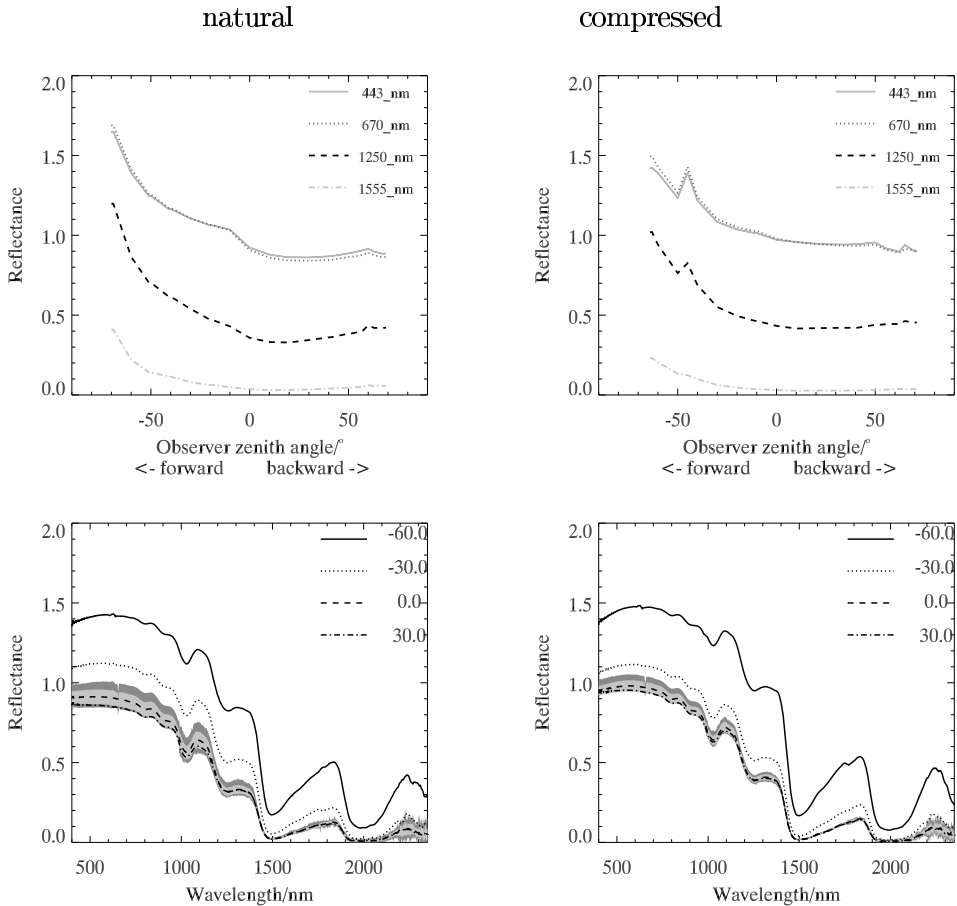 natural
compressed
2.0
1.5
1.0
0.5
0.0
Reflectance
443_nm
670_nm
1250_nm
1555_nm
-50
0
50
Observer zenith angle/°
<- forward backward ->
2.0
1.5
1.0
0.5
0.0
Reflectance
443_nm
670_nm
1250_nm
1555_nm
-50
0
50
Observer zenith angle/°
<- forward backward ->
2.0
1.5
1.0
0.5
0.0
Reflectance
-60.0
-30.0
0.0
30.0
500
1000
1500
2000
Wavelength/nm
2.0
1.5
1.0
0.5
0.0
Reflectance
-60.0
-30.0
0.0
30.0
500
1000
1500
2000
Wavelength/nm